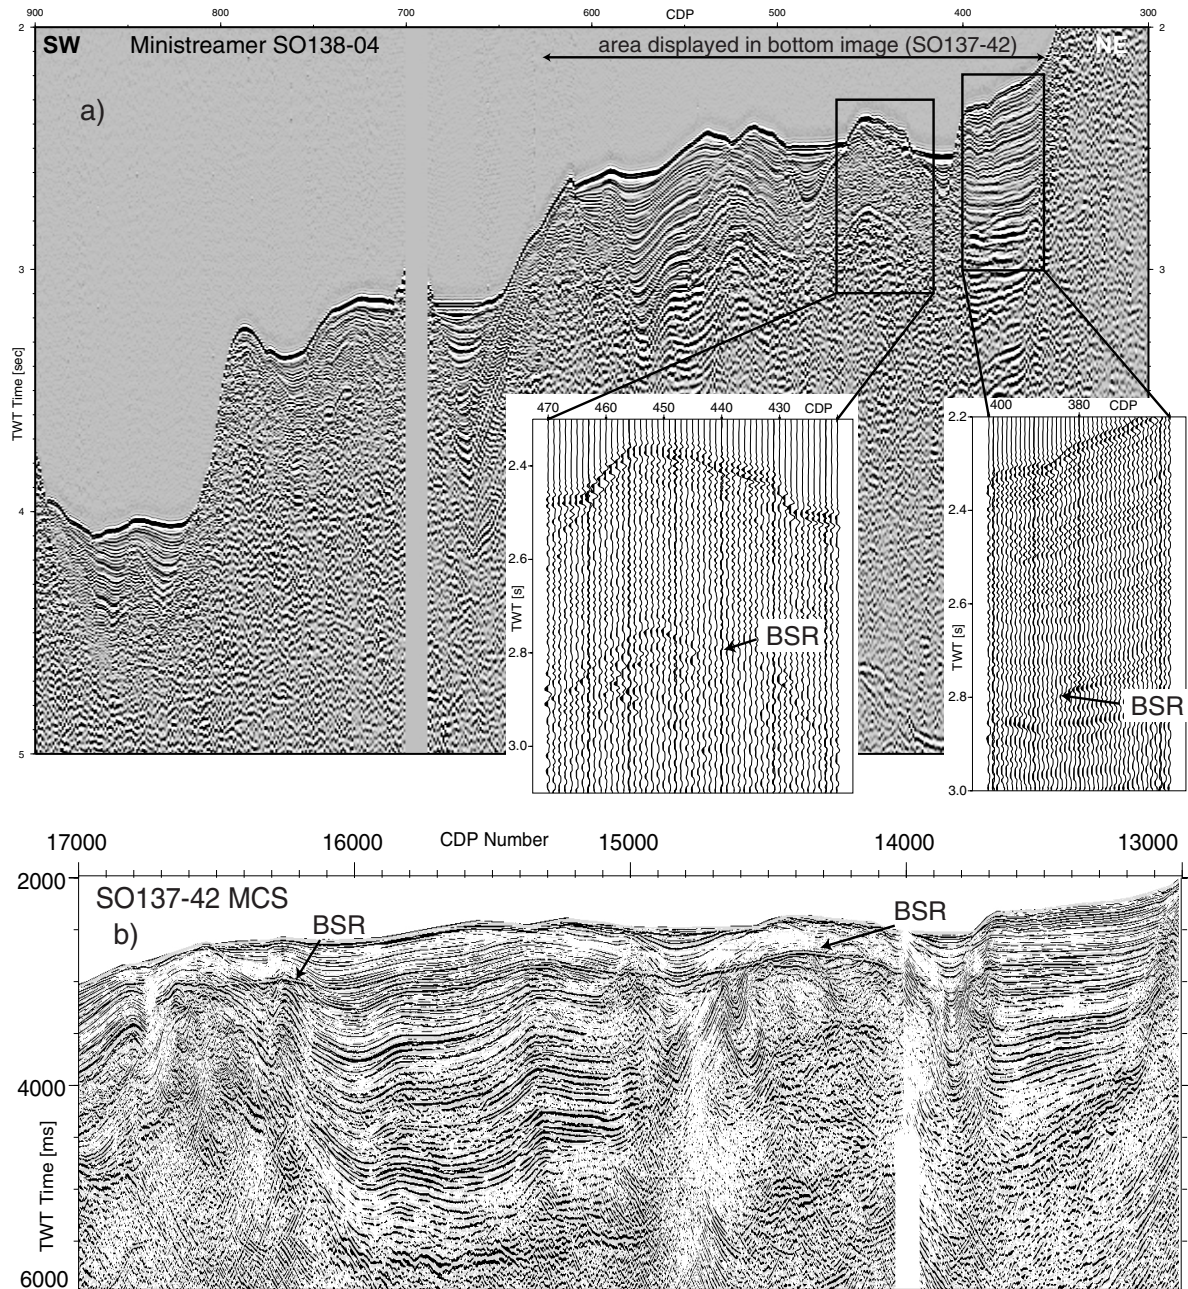 900 800 700 600 CDP 500 400 300
2 2
SW Ministreamer SO138-04 area displayed in bottom image (SO137-42) NE
a)
3 3
TWT Time [sec]
4
5
470 460 450 440 430 CDP
2.4
2.6
TWT [s]
BSR
2.8
3.0
400 380 CDP
2.2
2.4
2.6
TWT [s]
2.8
BSR
3.0
17000 16000 CDP Number 15000 14000 13000
2000
SO137-42 MCS
b)
BSR BSR
4000
TWT Time [ms]
6000